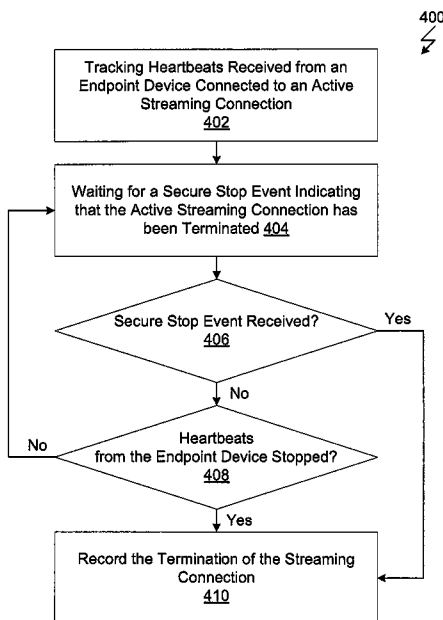 400
Tracking Heartbeats Received from an
Endpoint Device Connected to an Active
Streaming Connection
402
Waiting for a Secure Stop Event Indicating
that the Active Streaming Connection has
been Terminated 404
Secure Stop Event Received?
406
Yes
No
Heartbeats
from the Endpoint Device Stopped?
408
No
Yes
Record the Termination of the Streaming
Connection
410